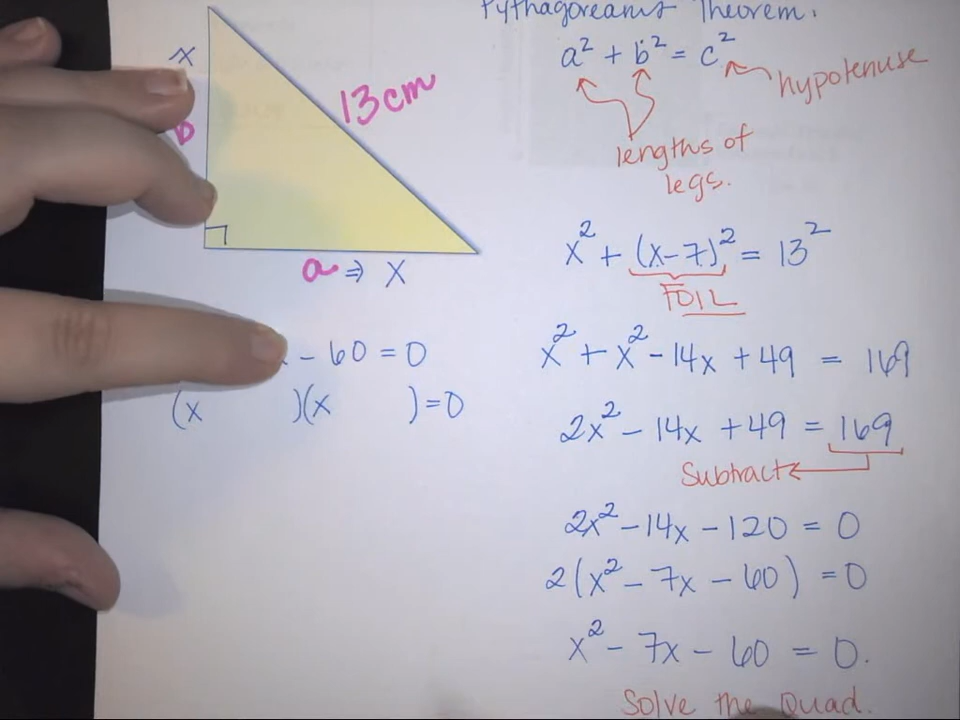 Pythagorean's Theorem.
a² + b² = c²
hypotenuse
lengths of
legs.
x
b
13cm
a ⇒ x
x² + (x-7)² = 13²
FOIL
x² + x² - 14x + 49 = 169
2x² - 14x + 49 = 169
Subtract
2x² - 14x - 120 = 0
2(x² - 7x - 60) = 0
x² - 7x - 60 = 0.
Solve the Quad.
- 60 = 0
(x )(x ) = 0